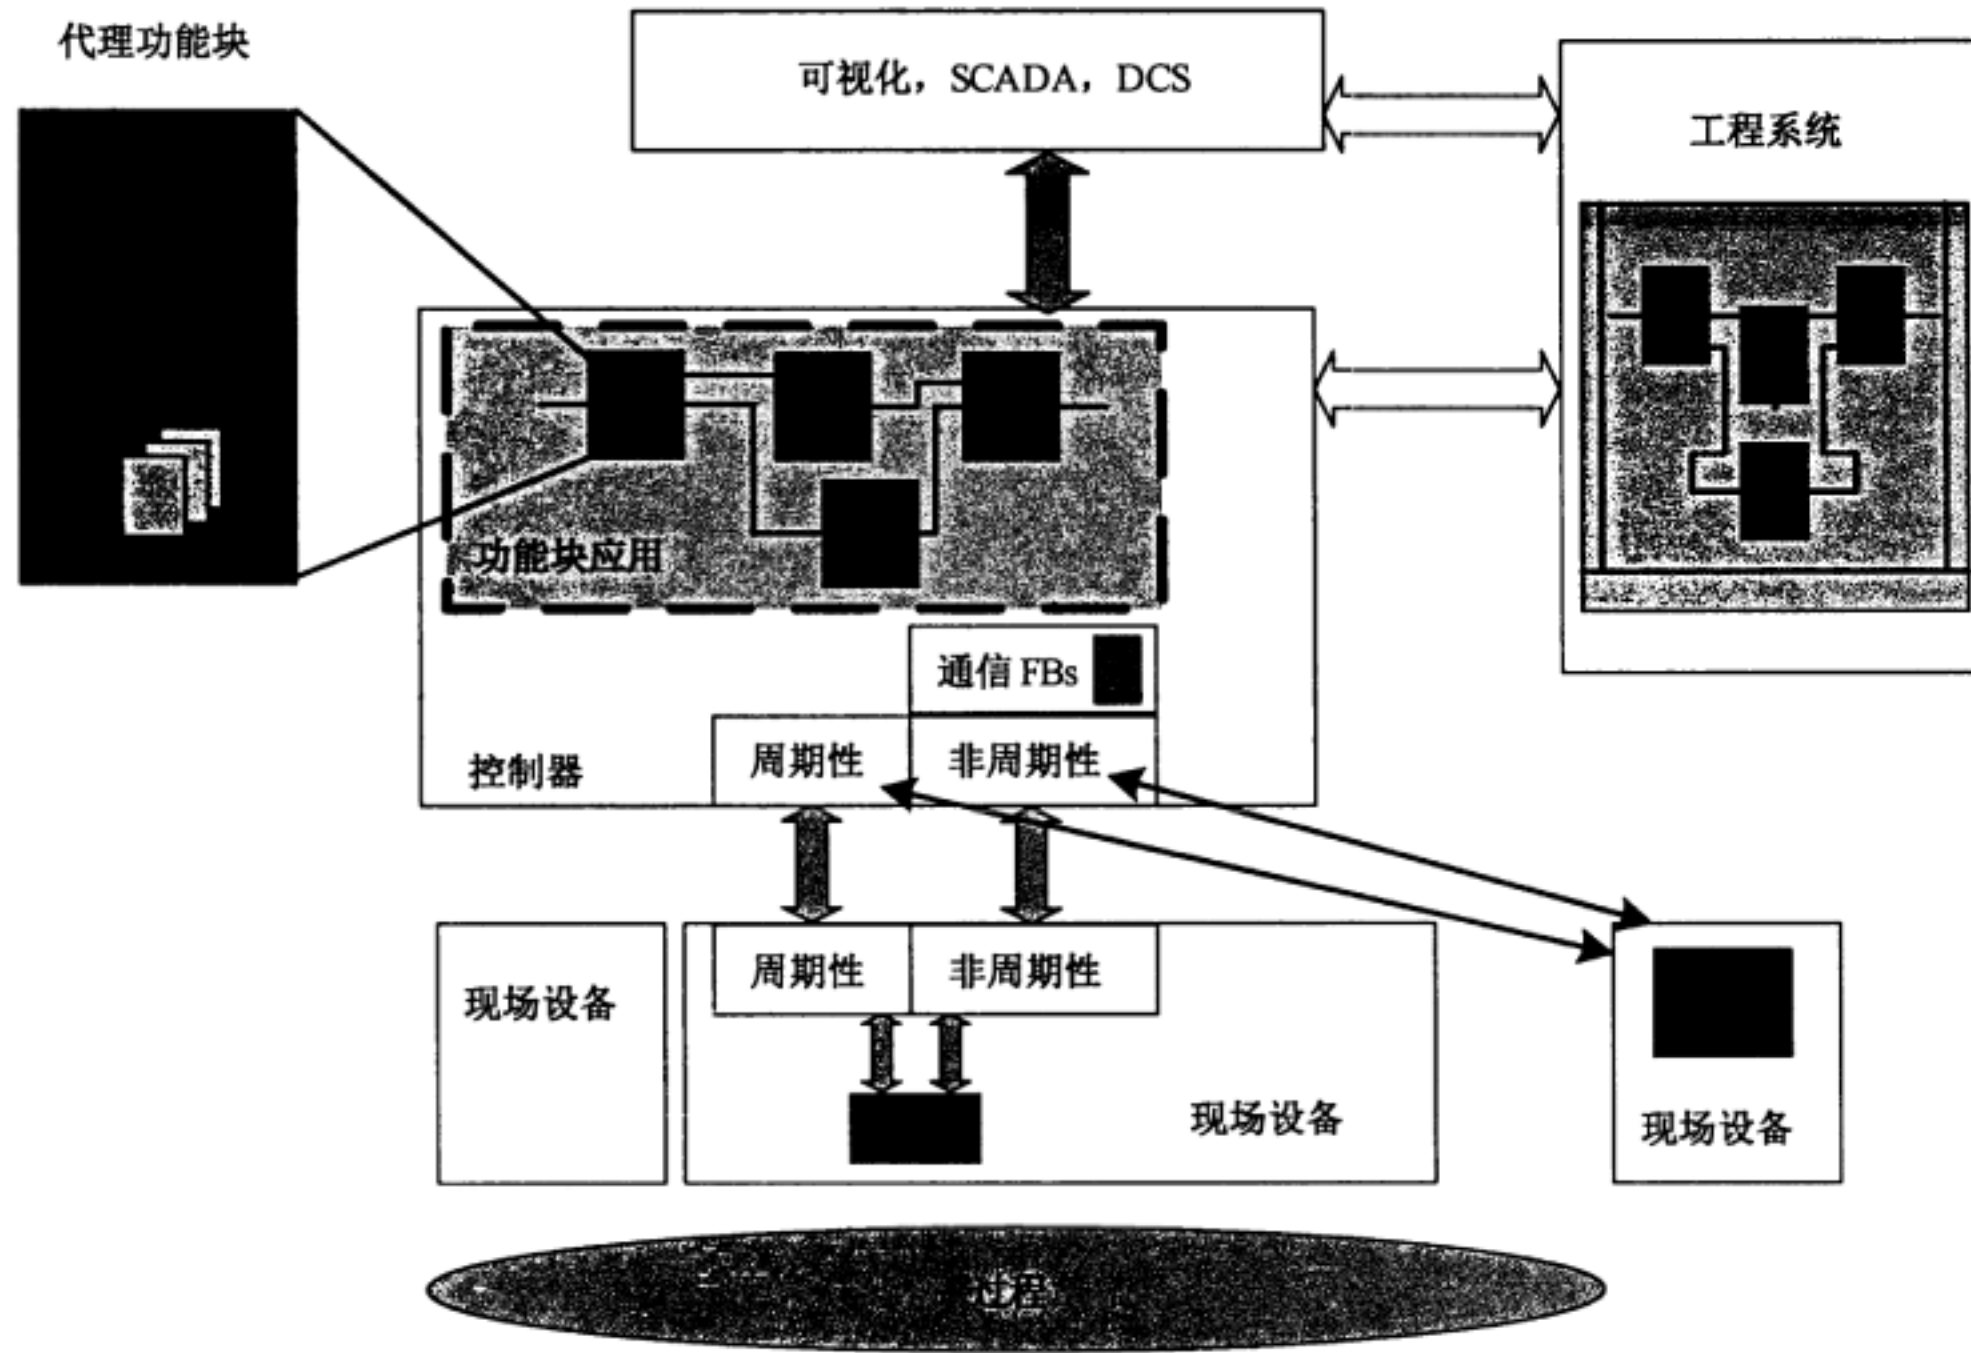 代理功能块
可视化，SCADA，DCS
工程系统
功能块应用
通信 FBs
控制器
周期性
非周期性
周期性
非周期性
现场设备
现场设备
现场设备
过程